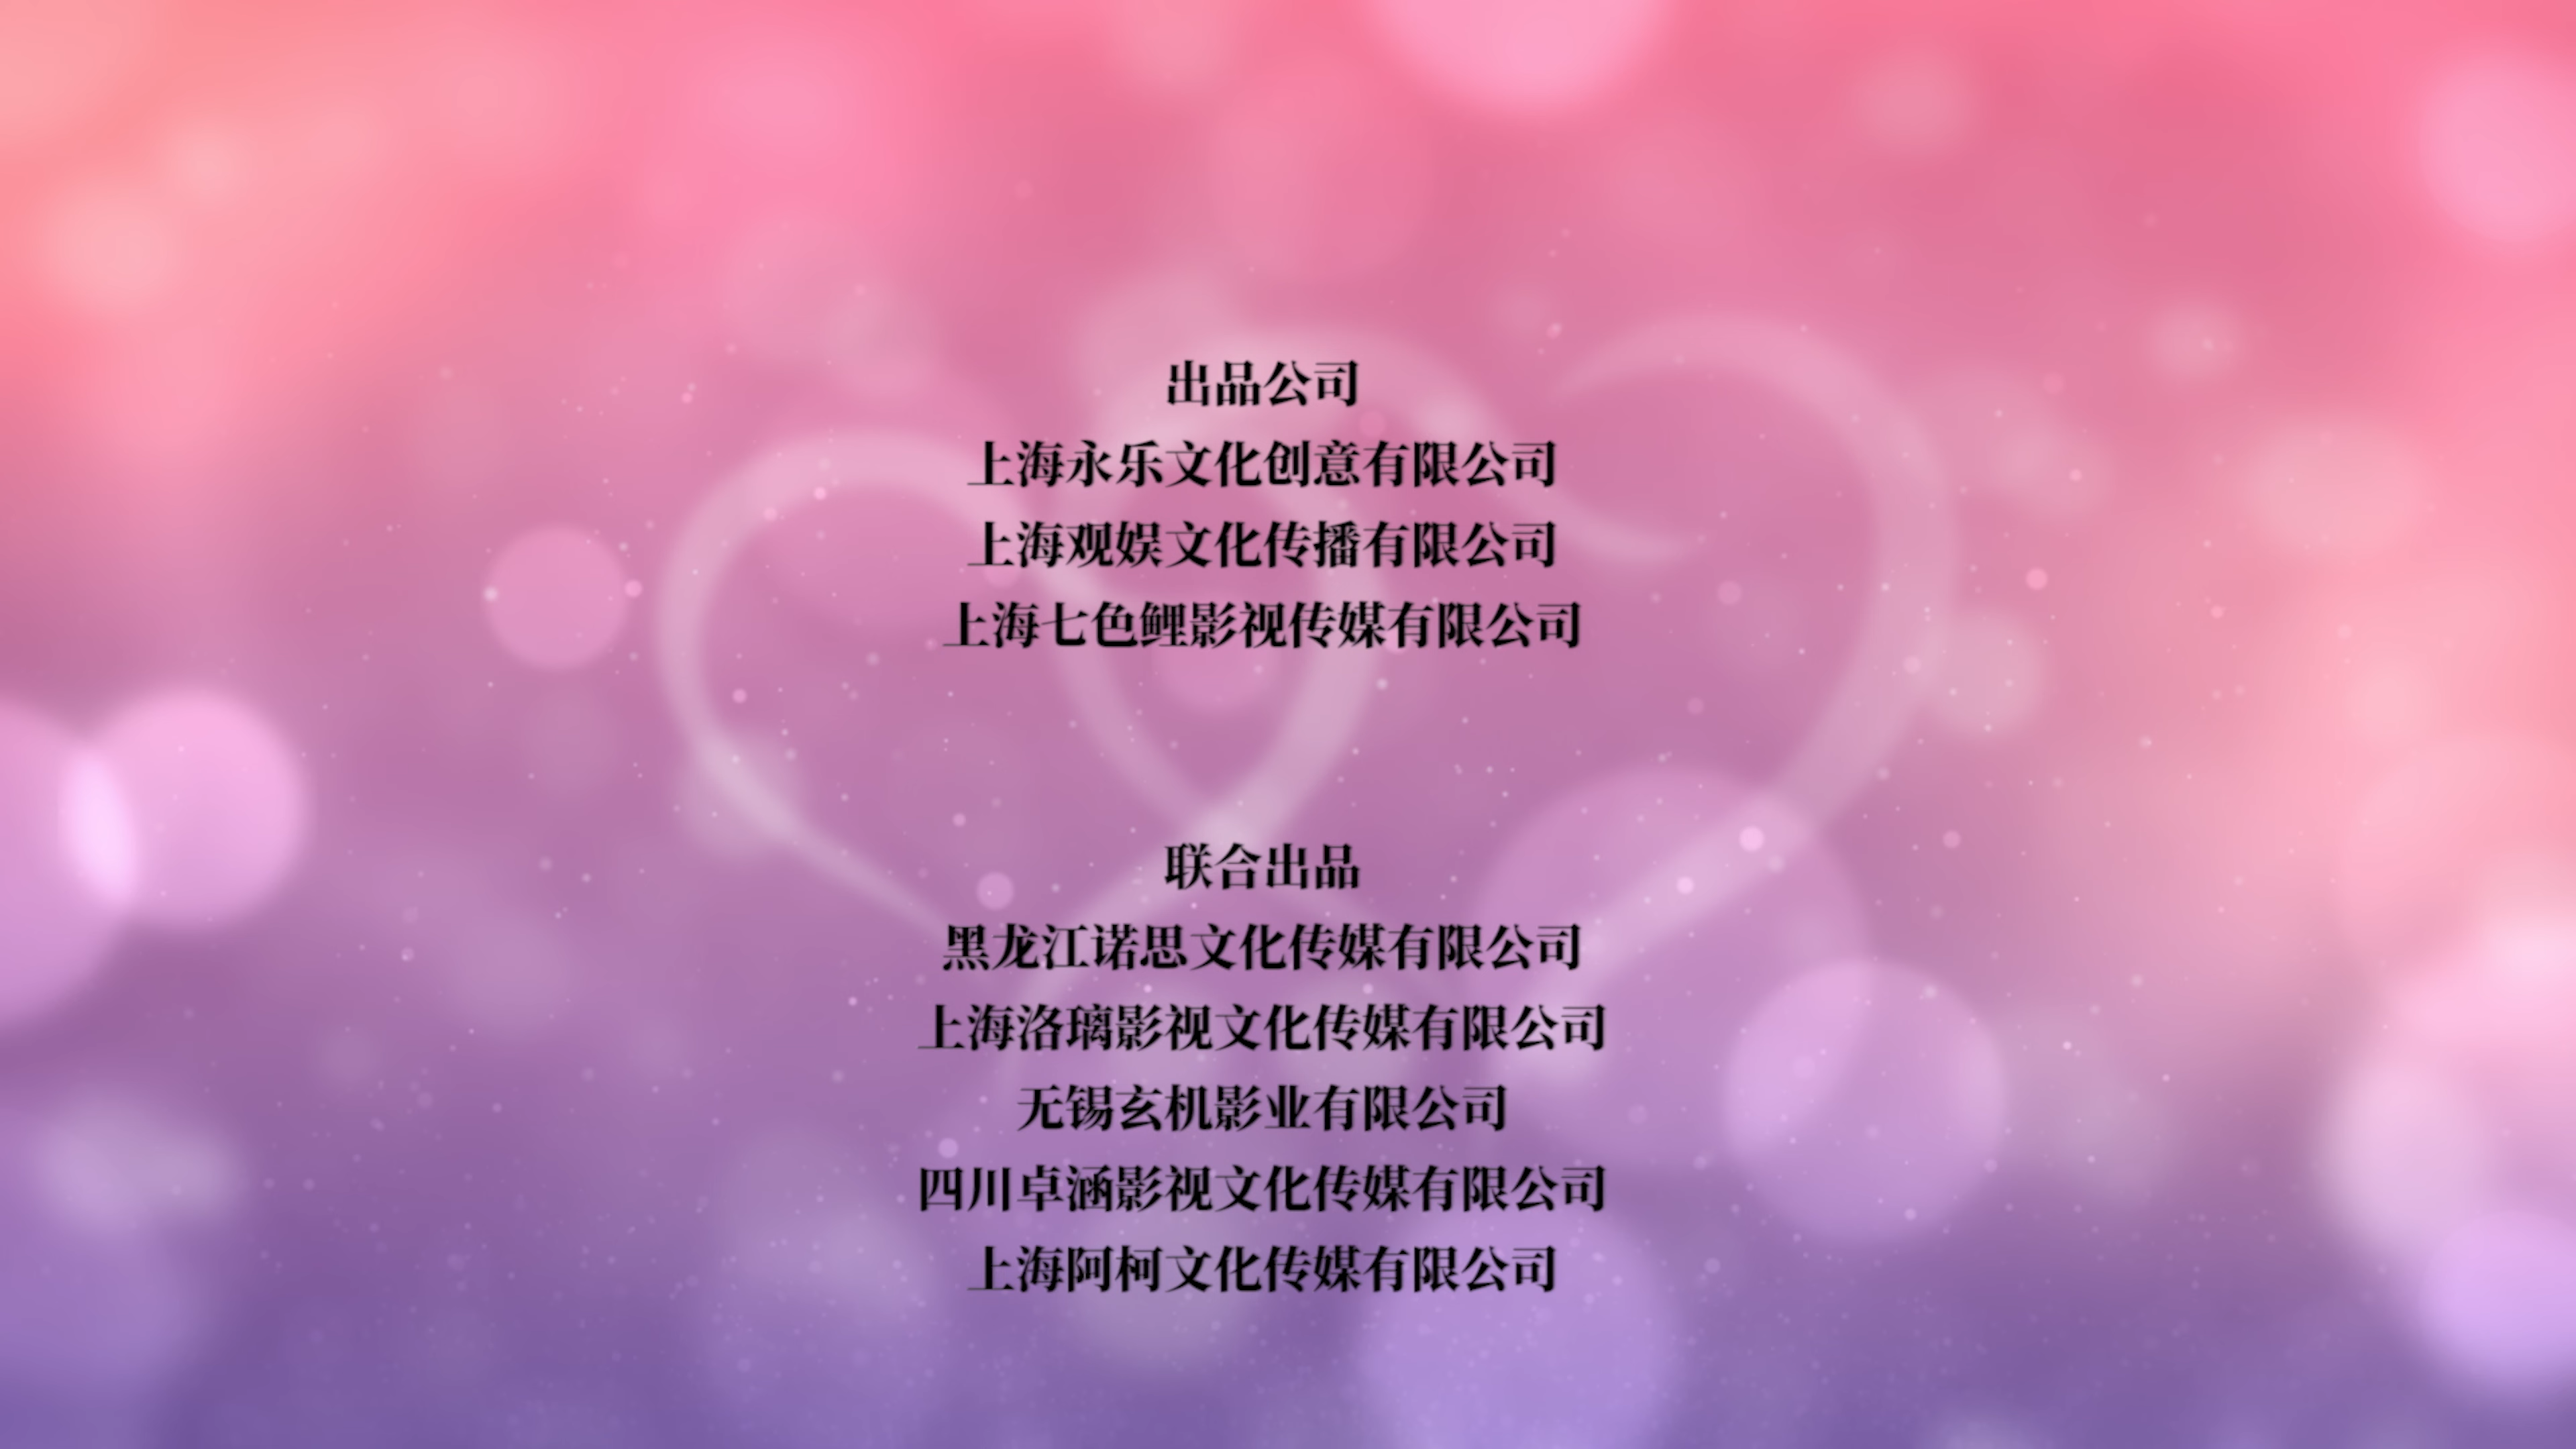 出品公司
上海永乐文化创意有限公司
上海观娱文化传播有限公司
上海七色鲤影视传媒有限公司
联合出品
黑龙江诺思文化传媒有限公司
上海洛璃影视文化传媒有限公司
无锡玄机影业有限公司
四川卓涵影视文化传媒有限公司
上海阿柯文化传媒有限公司